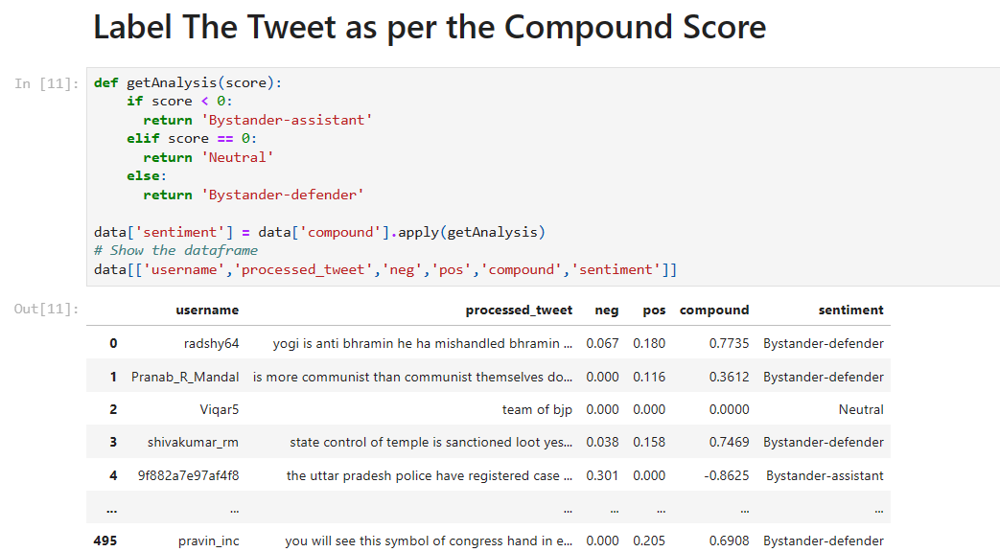 Label The Tweet as per the Compound Score
In [11]:
def getAnalysis(score):
    if score < 0:
      return 'Bystander-assistant'
    elif score == 0:
      return 'Neutral'
    else:
      return 'Bystander-defender'
data['sentiment'] = data['compound'].apply(getAnalysis)
# Show the dataframe
data[['username','processed_tweet','neg','pos','compound','sentiment']]
Out[11]:
username processed_tweet neg pos compound sentiment
0 radshy64 yogi is anti bhramin he ha mishandled bhramin ... 0.067 0.180 0.7735 Bystander-defender
1 Pranab_R_Mandal is more communist than communist themselves do... 0.000 0.116 0.3612 Bystander-defender
2 Viqar5 team of bjp 0.000 0.000 0.0000 Neutral
3 shivakumar_rm state control of temple is sanctioned loot yes... 0.038 0.158 0.7469 Bystander-defender
4 9f882a7e97af4f8 the uttar pradesh police have registered case ... 0.301 0.000 -0.8625 Bystander-assistant
... ... ... ... ... ... ...
495 pravin_inc you will see this symbol of congress hand in e... 0.000 0.205 0.6908 Bystander-defender